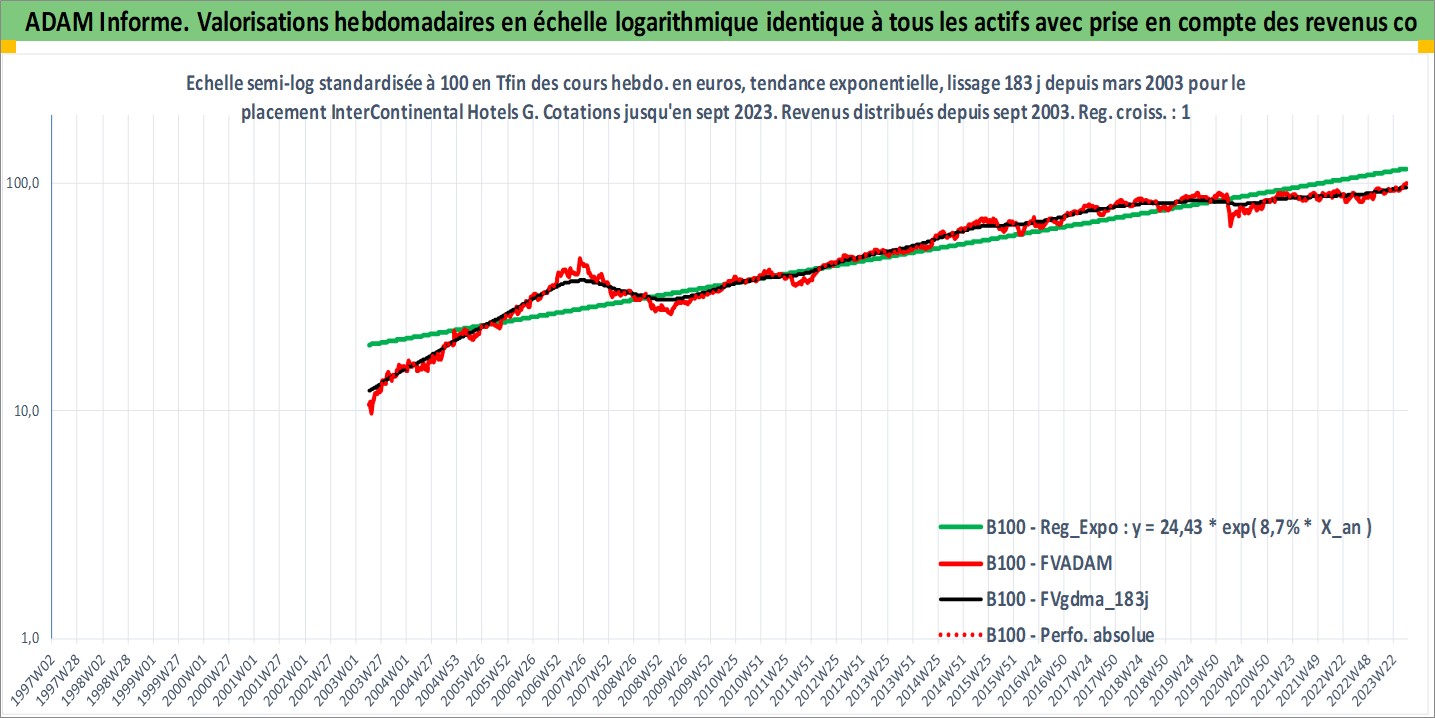 ADAM Informe. Valorisations hebdomadaires en échelle logarithmique identique à tous les actifs avec prise en compte des revenus co
Echelle semi-log standardisée à 100 en Tfin des cours hebdo. en euros, tendance exponentielle, lissage 183 j depuis mars 2003 pour le
placement InterContinental Hotels G. Cotations jusqu'en sept 2023. Revenus distribués depuis sept 2003. Reg. croiss. : 1
100,0
10,0
1,0
B100 - Reg_Expo : y = 24,43 * exp( 8,7% * X_an )
B100 - FVADAM
B100 - FVgdma_183j
B100 - Perfo. absolue
1997W02
1997W28
1998W02
1998W28
1999W01
1999W27
2000W01
2000W27
2001W01
2001W27
2002W01
2002W27
2003W01
2003W27
2004W01
2004W27
2004W53
2005W26
2005W52
2006W26
2006W52
2007W26
2007W52
2008W26
2008W52
2009W26
2009W52
2010W25
2010W51
2011W25
2011W51
2012W25
2012W51
2013W25
2013W51
2014W25
2014W51
2015W25
2015W51
2016W24
2016W50
2017W24
2017W50
2018W24
2018W50
2019W24
2019W50
2020W24
2020W50
2021W23
2021W49
2022W22
2022W48
2023W22